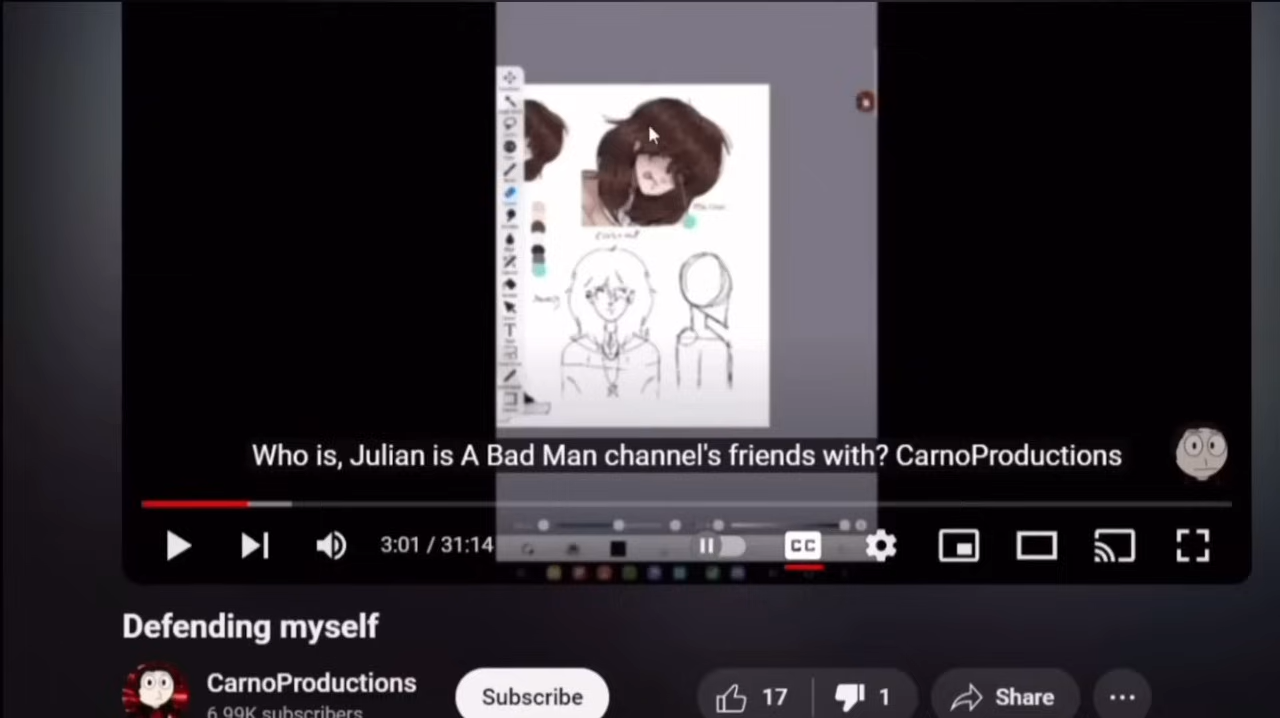 Who is, Julian is A Bad Man channel's friends with? CarnoProductions
3:01 / 31:14
CC
Defending myself
CarnoProductions
Subscribe
17
1
Share
6.99K subscribers